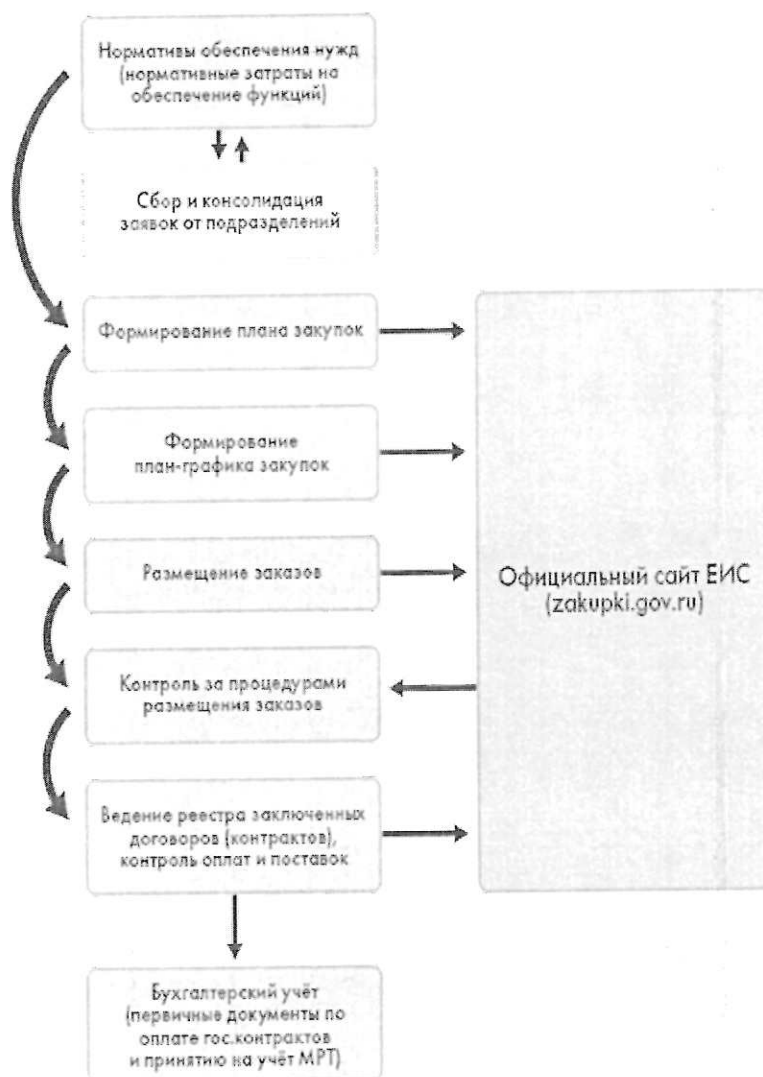 Нормативы обеспечения нужд
(нормативные затраты на
обеспечение функций)
Сбор и консолидация
заявок от подразделений
Формирование плана закупок
Формирование
план-графика закупок
Размещение заказов
Контроль за процедурами
размещения заказов
Ведение реестра заключенных
договоров (контрактов),
контроль оплат и поставок
Бухгалтерский учёт
(первичные документы по
оплате гос.контрактов
и принятию на учёт МРТ)
Официальный сайт ЕИС
(zakupki.gov.ru)